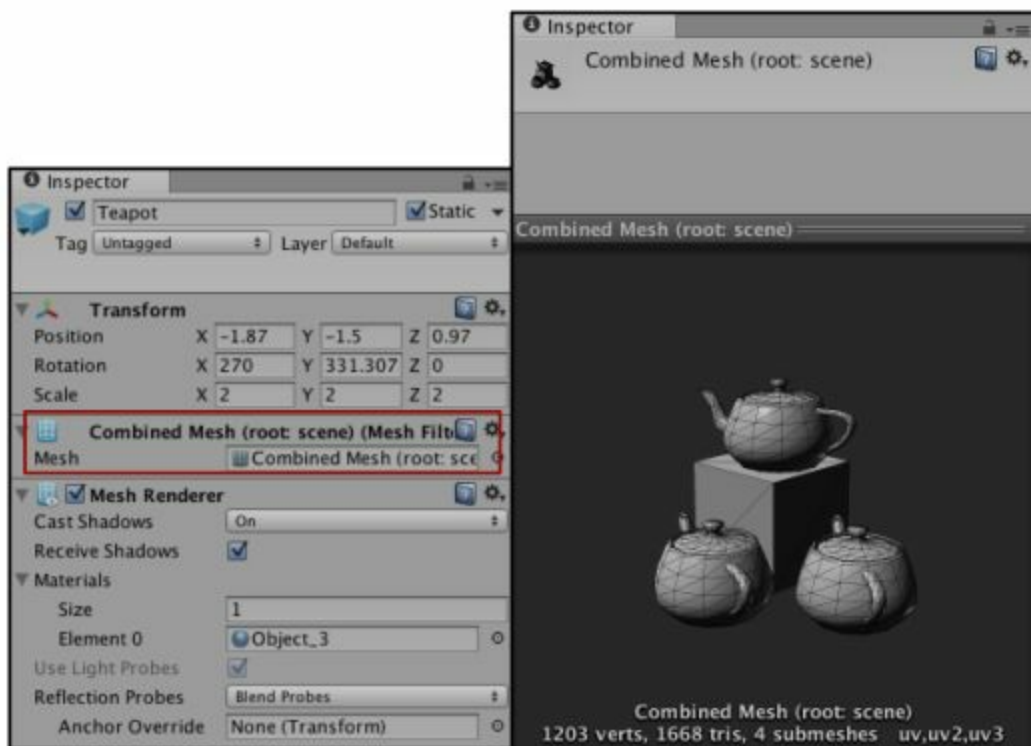 Inspector
Teapot
Static
Tag Untagged Layer Default
Transform
Position X -1.87 Y -1.5 Z 0.97
Rotation X 270 Y 331.307 Z 0
Scale X 2 Y 2 Z 2
Combined Mesh (root: scene) (Mesh Filt
Mesh Combined Mesh (root: sce
Mesh Renderer
Cast Shadows On
Receive Shadows
Materials
Size 1
Element 0 Object_3
Use Light Probes
Reflection Probes Blend Probes
Anchor Override None (Transform)
Inspector
Combined Mesh (root: scene)
Combined Mesh (root: scene)
Combined Mesh (root: scene)
1203 verts, 1668 tris, 4 submeshes uv,uv2,uv3